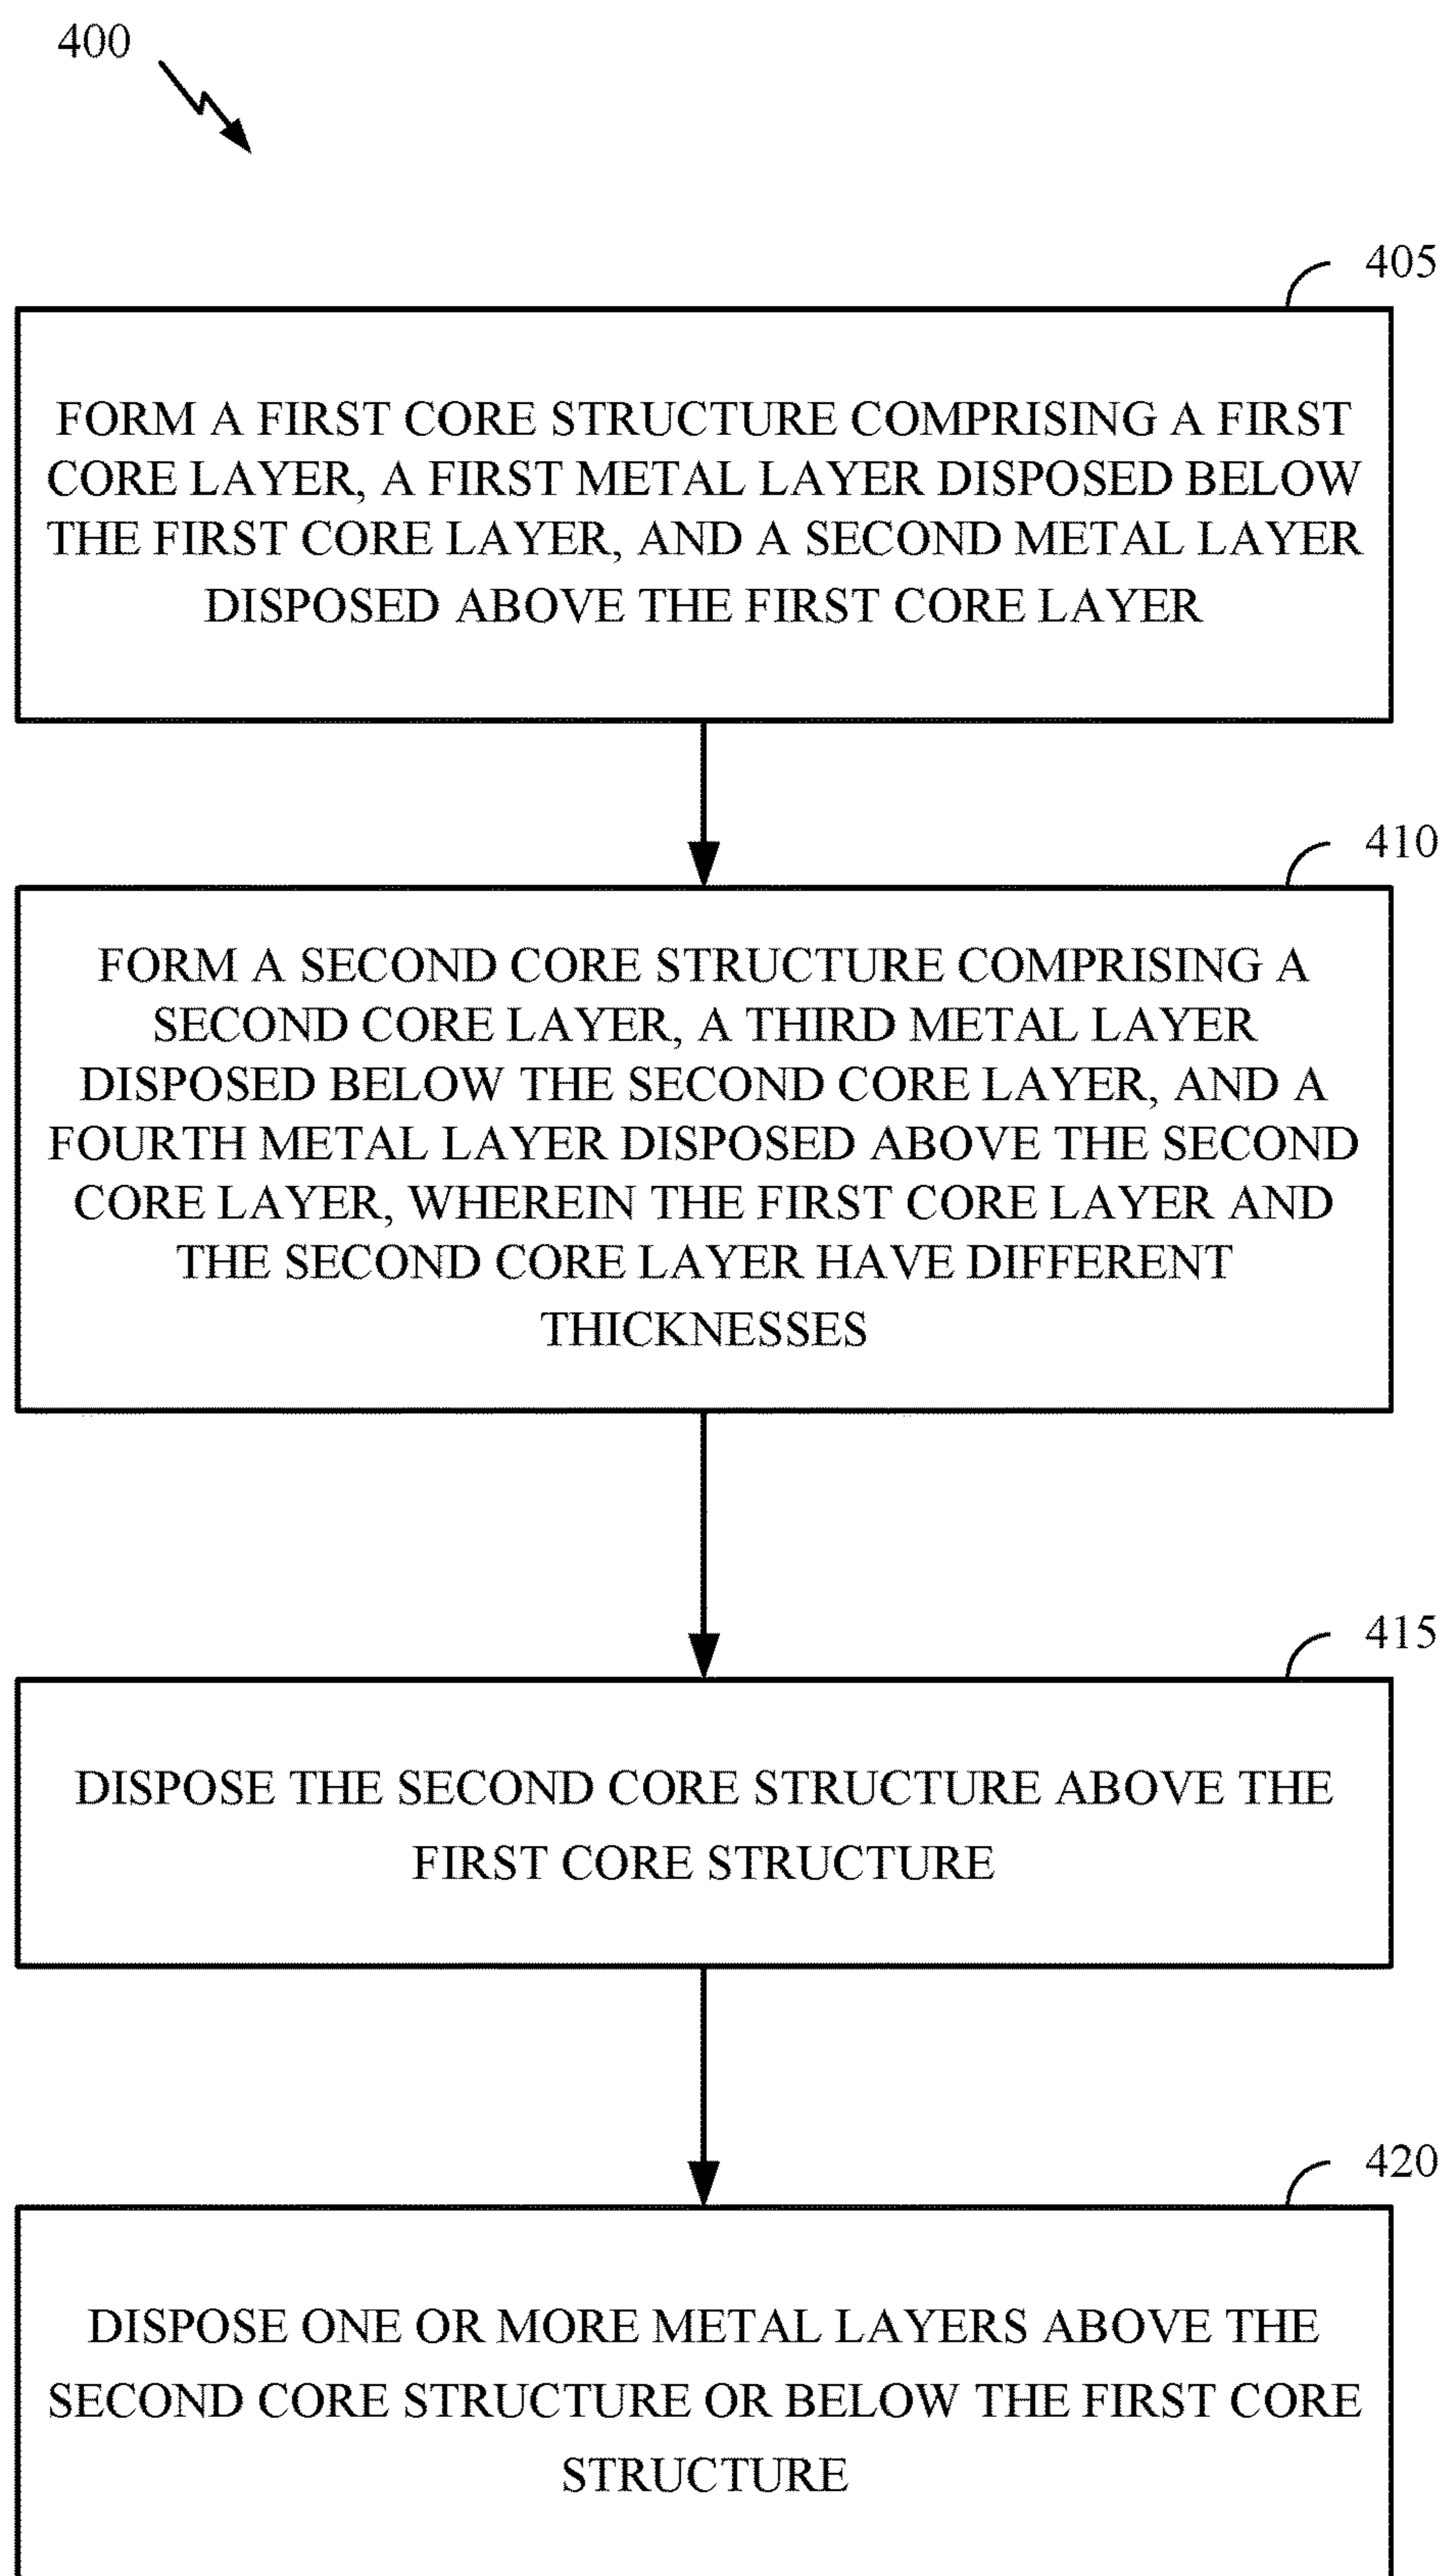 400
405
FORM A FIRST CORE STRUCTURE COMPRISING A FIRST
CORE LAYER, A FIRST METAL LAYER DISPOSED BELOW
THE FIRST CORE LAYER, AND A SECOND METAL LAYER
DISPOSED ABOVE THE FIRST CORE LAYER
410
FORM A SECOND CORE STRUCTURE COMPRISING A
SECOND CORE LAYER, A THIRD METAL LAYER
DISPOSED BELOW THE SECOND CORE LAYER, AND A
FOURTH METAL LAYER DISPOSED ABOVE THE SECOND
CORE LAYER, WHEREIN THE FIRST CORE LAYER AND
THE SECOND CORE LAYER HAVE DIFFERENT
THICKNESSES
415
DISPOSE THE SECOND CORE STRUCTURE ABOVE THE
FIRST CORE STRUCTURE
420
DISPOSE ONE OR MORE METAL LAYERS ABOVE THE
SECOND CORE STRUCTURE OR BELOW THE FIRST CORE
STRUCTURE